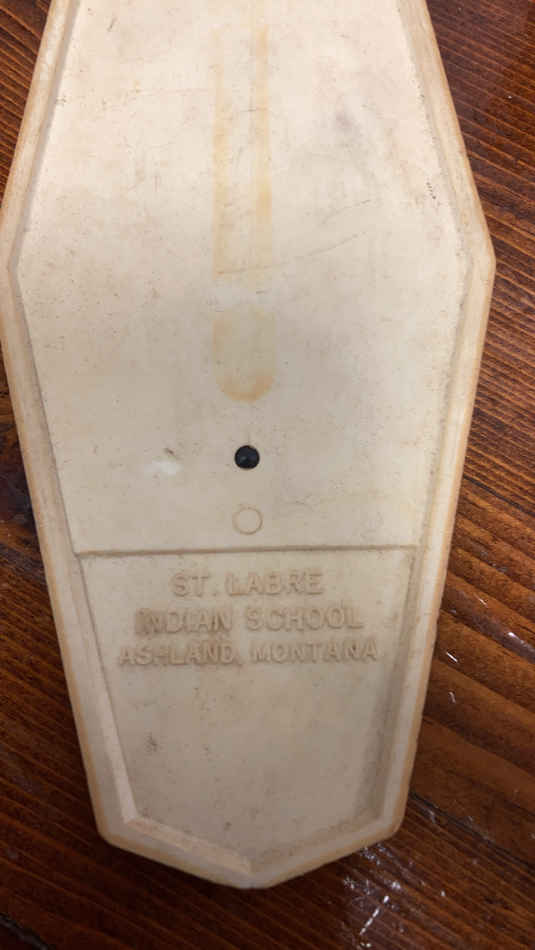 ST. LABRE
INDIAN SCHOOL
ASHLAND, MONTANA